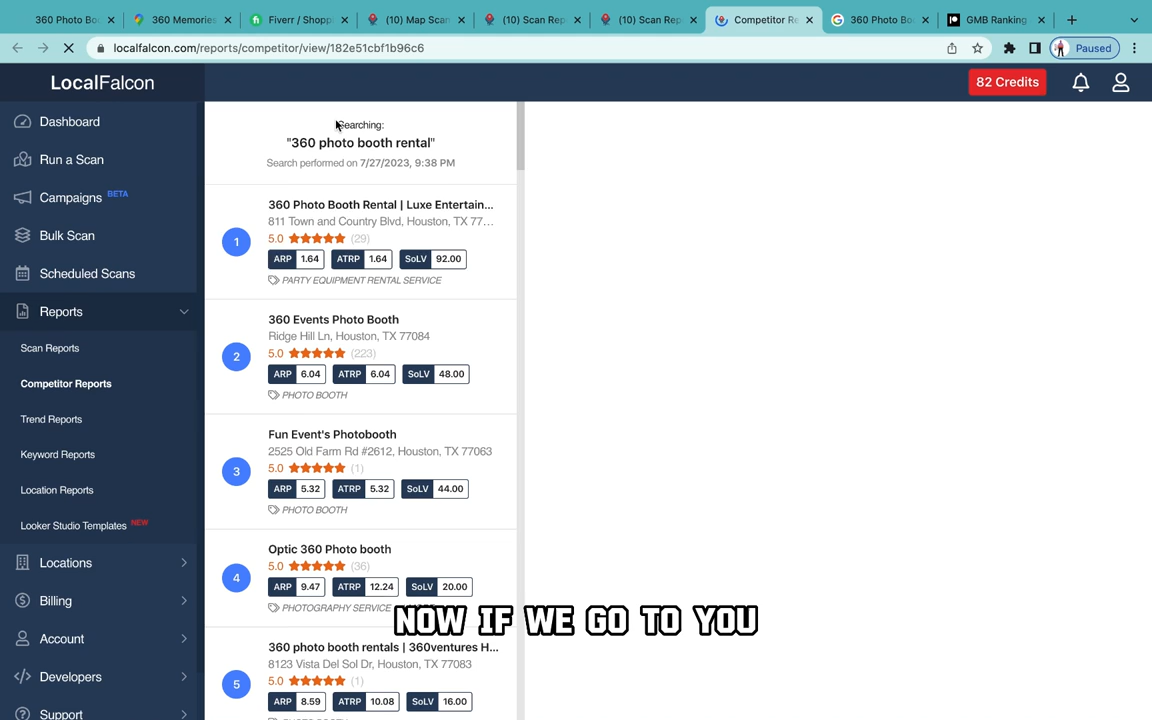 360 Photo Boo
360 Memories
Fiverr / Shopp
(10) Map Scan
(10) Scan Rep
(10) Scan Rep
Competitor Re
360 Photo Boo
GMB Ranking
localfalcon.com/reports/competitor/view/182e51cbf1b96c6
Paused
LocalFalcon
82 Credits
Dashboard
Run a Scan
Campaigns BETA
Bulk Scan
Scheduled Scans
Reports
Scan Reports
Competitor Reports
Trend Reports
Keyword Reports
Location Reports
Looker Studio Templates NEW
Locations
Billing
Account
Developers
Support
Searching:
"360 photo booth rental"
Search performed on 7/27/2023, 9:38 PM
1
360 Photo Booth Rental | Luxe Entertain...
811 Town and Country Blvd, Houston, TX 77...
5.0 (29)
ARP 1.64 ATRP 1.64 SoLV 92.00
PARTY EQUIPMENT RENTAL SERVICE
2
360 Events Photo Booth
Ridge Hill Ln, Houston, TX 77084
5.0 (223)
ARP 6.04 ATRP 6.04 SoLV 48.00
PHOTO BOOTH
3
Fun Event's Photobooth
2525 Old Farm Rd #2612, Houston, TX 77063
5.0 (1)
ARP 5.32 ATRP 5.32 SoLV 44.00
PHOTO BOOTH
4
Optic 360 Photo booth
5.0 (36)
ARP 9.47 ATRP 12.24 SoLV 20.00
PHOTOGRAPHY SERVICE
5
360 photo booth rentals | 360ventures H...
8123 Vista Del Sol Dr, Houston, TX 77083
5.0 (1)
ARP 8.59 ATRP 10.08 SoLV 16.00
NOW IF WE GO TO YOU